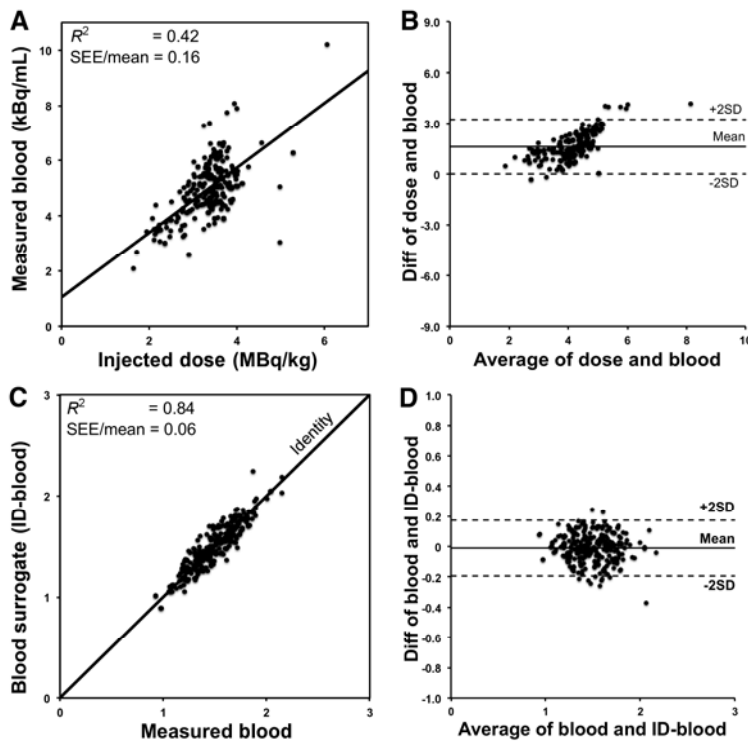 A
R² = 0.42
SEE/mean = 0.16
Measured blood (kBq/mL)
10
8
6
4
2
0
0 2 4 6
Injected dose (MBq/kg)
B
Diff of dose and blood
9.0
6.0
3.0
0
-3.0
-6.0
-9.0
+2SD
Mean
-2SD
0 2 4 6 8 10
Average of dose and blood
C
R² = 0.84
SEE/mean = 0.06
Identity
Blood surrogate (ID-blood)
3
2
1
0
0 1 2 3
Measured blood
D
Diff of blood and ID-blood
1.0
0.8
0.6
0.4
0.2
0
-0.2
-0.4
-0.6
-0.8
-1.0
+2SD
Mean
-2SD
0 1 2 3
Average of blood and ID-blood